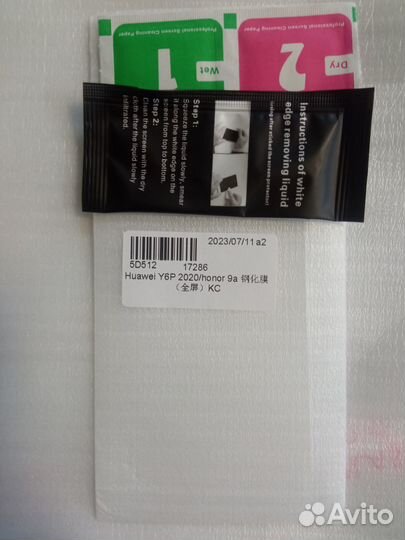 Professional Screen Cleaning Paper
Professional Screen Cleaning Paper
Wet
1
Dry
2
Instructions of white
edge removing liquid
Step 1:
Squeeze the liquid slowly, smear
it along the white edge on the
screen from top to bottom.
Step 2:
Clean the screen with the dry
cloth after the liquid slowly
2023/07/11 a2
5D512 17286
Huawei Y6P 2020/honor 9a 钢化膜
（全屏）KC
Avito